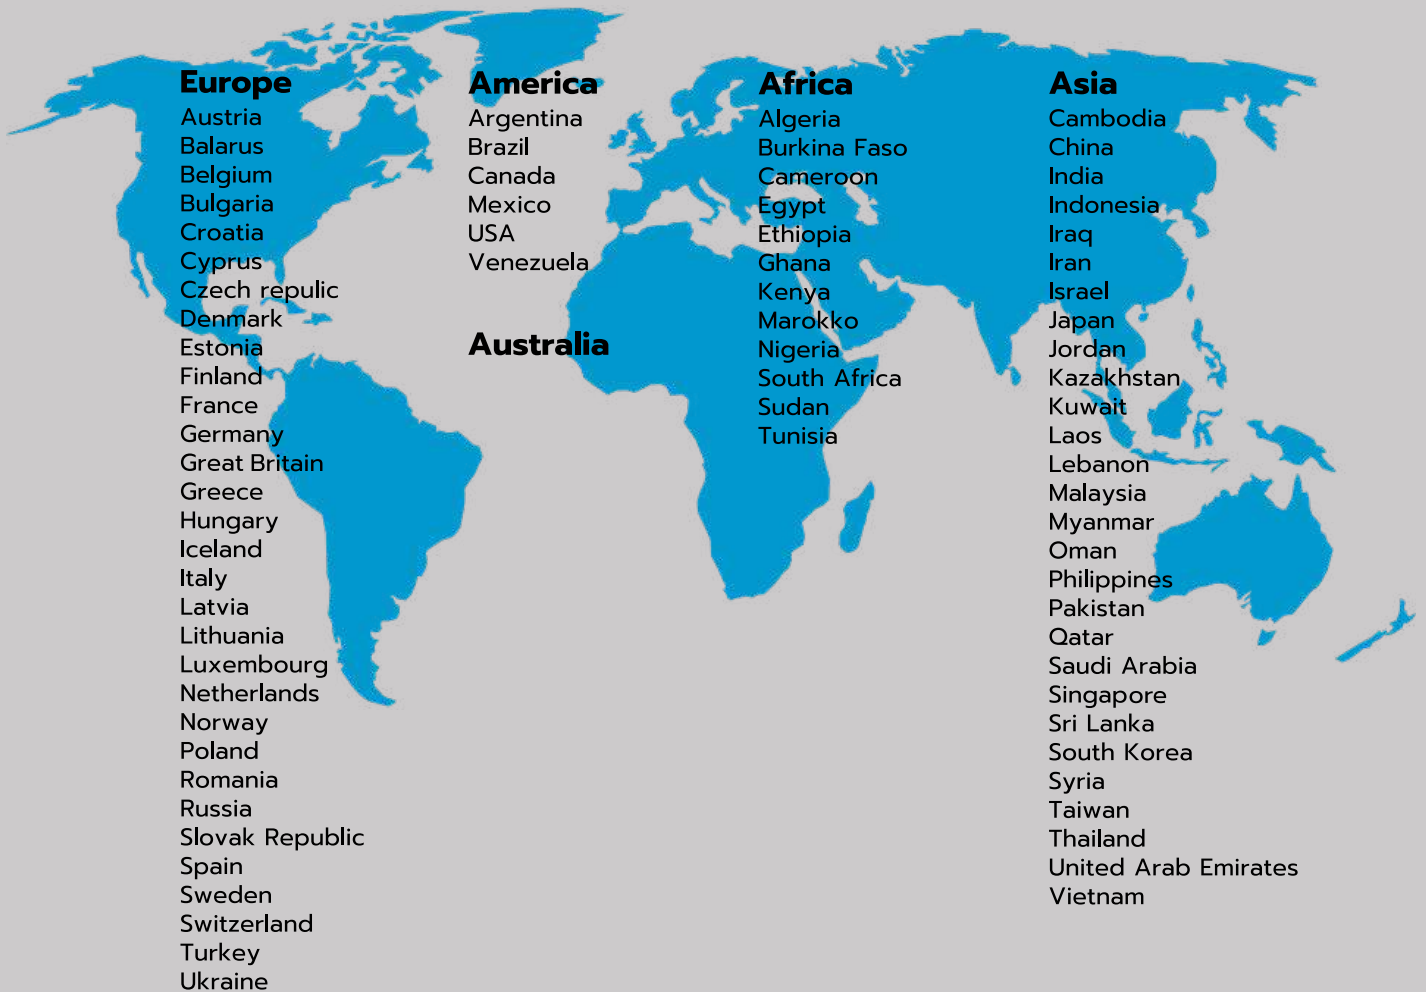 Europe
Austria
Balarus
Belgium
Bulgaria
Croatia
Cyprus
Czech repulic
Denmark
Estonia
Finland
France
Germany
Great Britain
Greece
Hungary
Iceland
Italy
Latvia
Lithuania
Luxembourg
Netherlands
Norway
Poland
Romania
Russia
Slovak Republic
Spain
Sweden
Switzerland
Turkey
Ukraine
America
Argentina
Brazil
Canada
Mexico
USA
Venezuela
Australia
Africa
Algeria
Burkina Faso
Cameroon
Egypt
Ethiopia
Ghana
Kenya
Marokko
Nigeria
South Africa
Sudan
Tunisia
Asia
Cambodia
China
India
Indonesia
Iraq
Iran
Israel
Japan
Jordan
Kazakhstan
Kuwait
Laos
Lebanon
Malaysia
Myanmar
Oman
Philippines
Pakistan
Qatar
Saudi Arabia
Singapore
Sri Lanka
South Korea
Syria
Taiwan
Thailand
United Arab Emirates
Vietnam